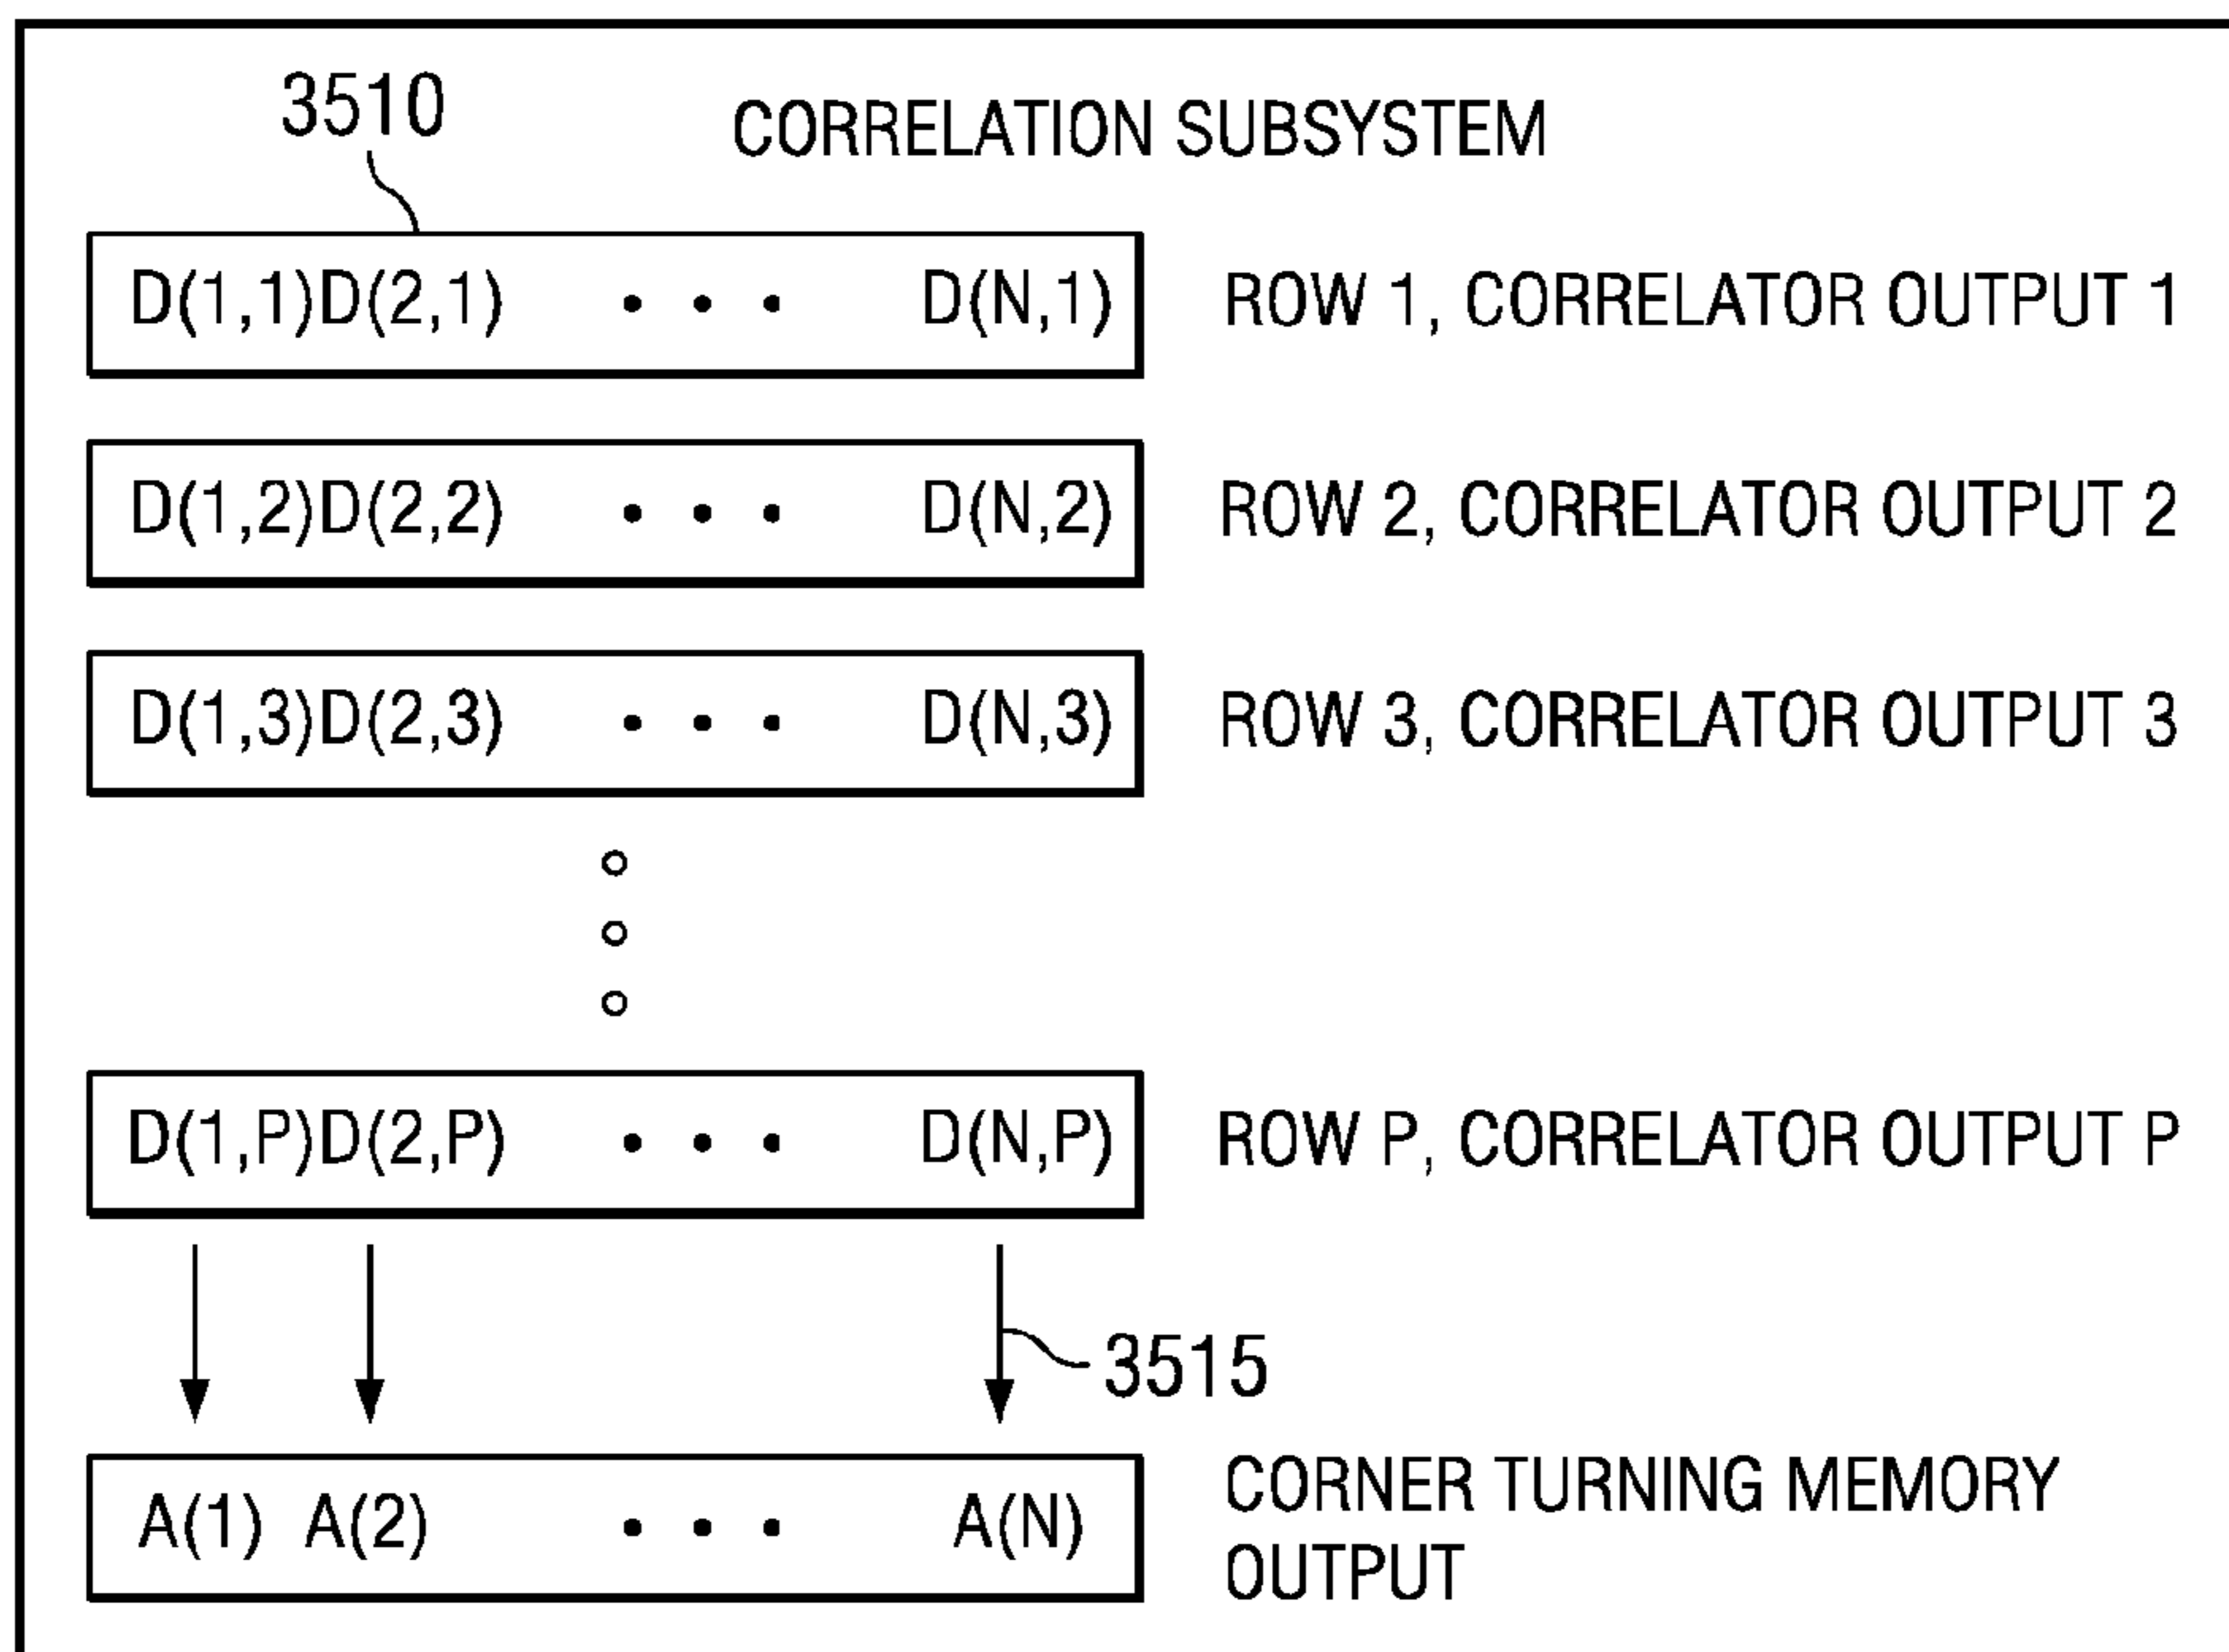 3510
CORRELATION SUBSYSTEM
D(1,1)D(2,1) • • • D(N,1) ROW 1, CORRELATOR OUTPUT 1
D(1,2)D(2,2) • • • D(N,2) ROW 2, CORRELATOR OUTPUT 2
D(1,3)D(2,3) • • • D(N,3) ROW 3, CORRELATOR OUTPUT 3
D(1,P)D(2,P) • • • D(N,P) ROW P, CORRELATOR OUTPUT P
3515
A(1) A(2) • • • A(N) CORNER TURNING MEMORY
OUTPUT